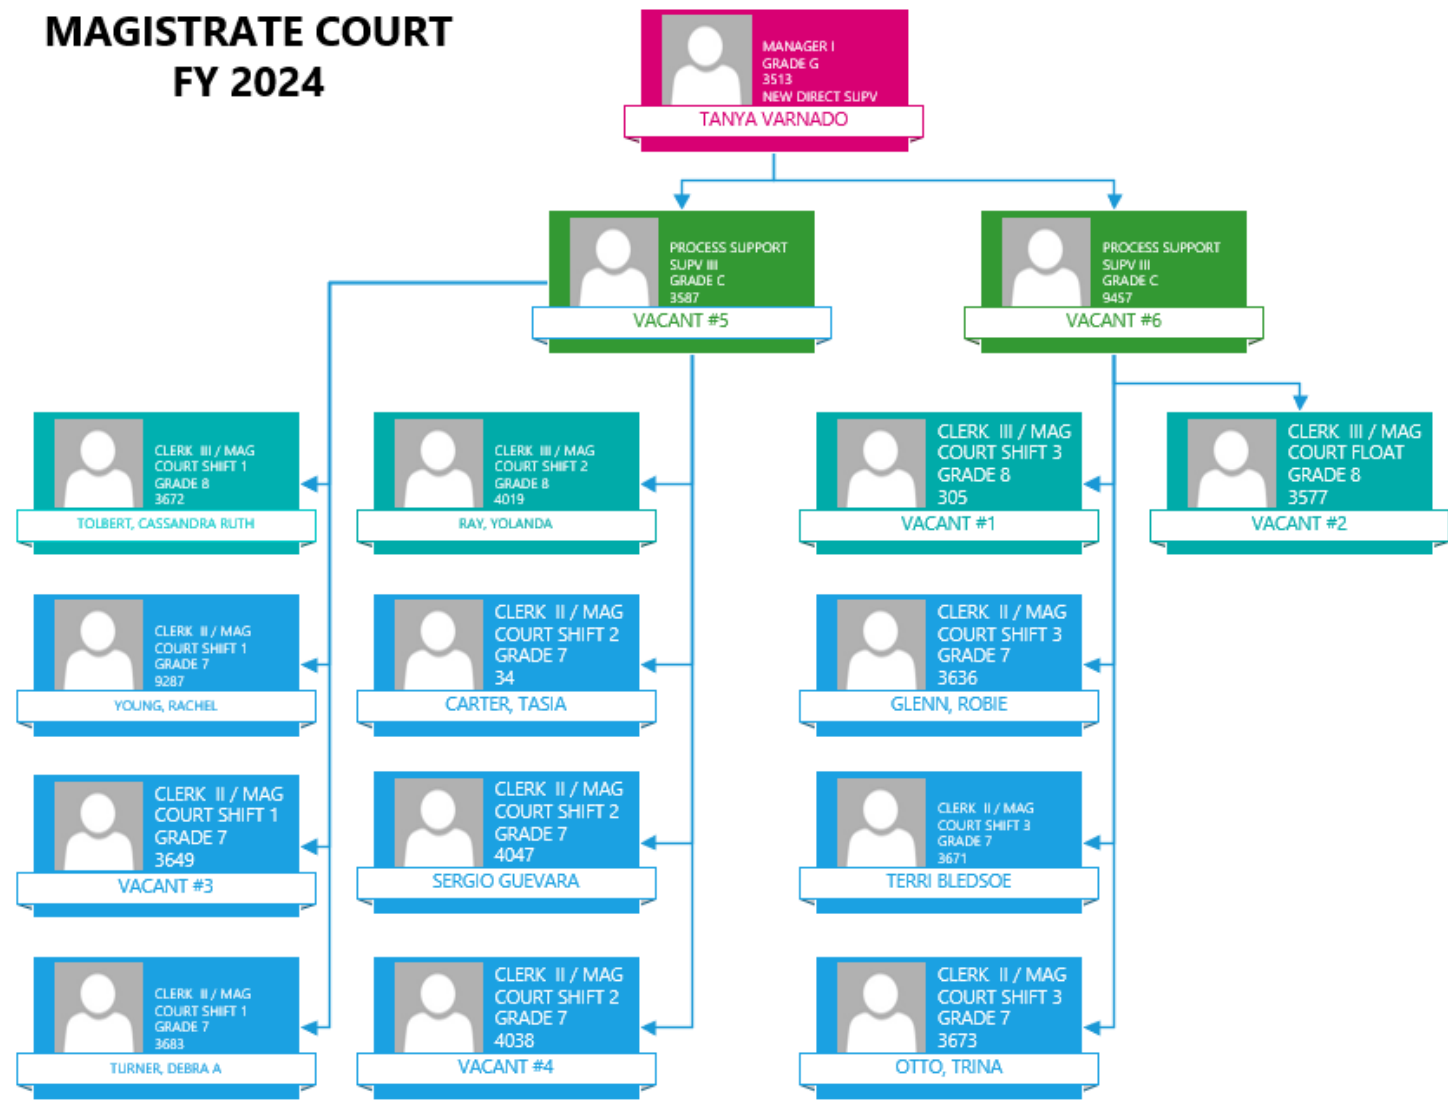 MAGISTRATE COURT
FY 2024
MANAGER I
GRADE G
3513
NEW DIRECT SUPV
TANYA VARNADO
PROCESS SUPPORT
SUPV III
GRADE C
3587
VACANT #5
PROCESS SUPPORT
SUPV III
GRADE C
9457
VACANT #6
CLERK III / MAG
COURT SHIFT 1
GRADE 8
3672
TOLBERT, CASSANDRA RUTH
CLERK III / MAG
COURT SHIFT 2
GRADE 8
4019
RAY, YOLANDA
CLERK III / MAG
COURT SHIFT 3
GRADE 8
305
VACANT #1
CLERK III / MAG
COURT FLOAT
GRADE 8
3577
VACANT #2
CLERK II / MAG
COURT SHIFT 1
GRADE 7
9287
YOUNG, RACHEL
CLERK II / MAG
COURT SHIFT 2
GRADE 7
34
CARTER, TASIA
CLERK II / MAG
COURT SHIFT 3
GRADE 7
3636
GLENN, ROBIE
CLERK II / MAG
COURT SHIFT 1
GRADE 7
3649
VACANT #3
CLERK II / MAG
COURT SHIFT 2
GRADE 7
4047
SERGIO GUEVARA
CLERK II / MAG
COURT SHIFT 3
GRADE 7
3671
TERRI BLEDSOE
CLERK II / MAG
COURT SHIFT 1
GRADE 7
3683
TURNER, DEBRA A
CLERK II / MAG
COURT SHIFT 2
GRADE 7
4038
VACANT #4
CLERK II / MAG
COURT SHIFT 3
GRADE 7
3673
OTTO, TRINA